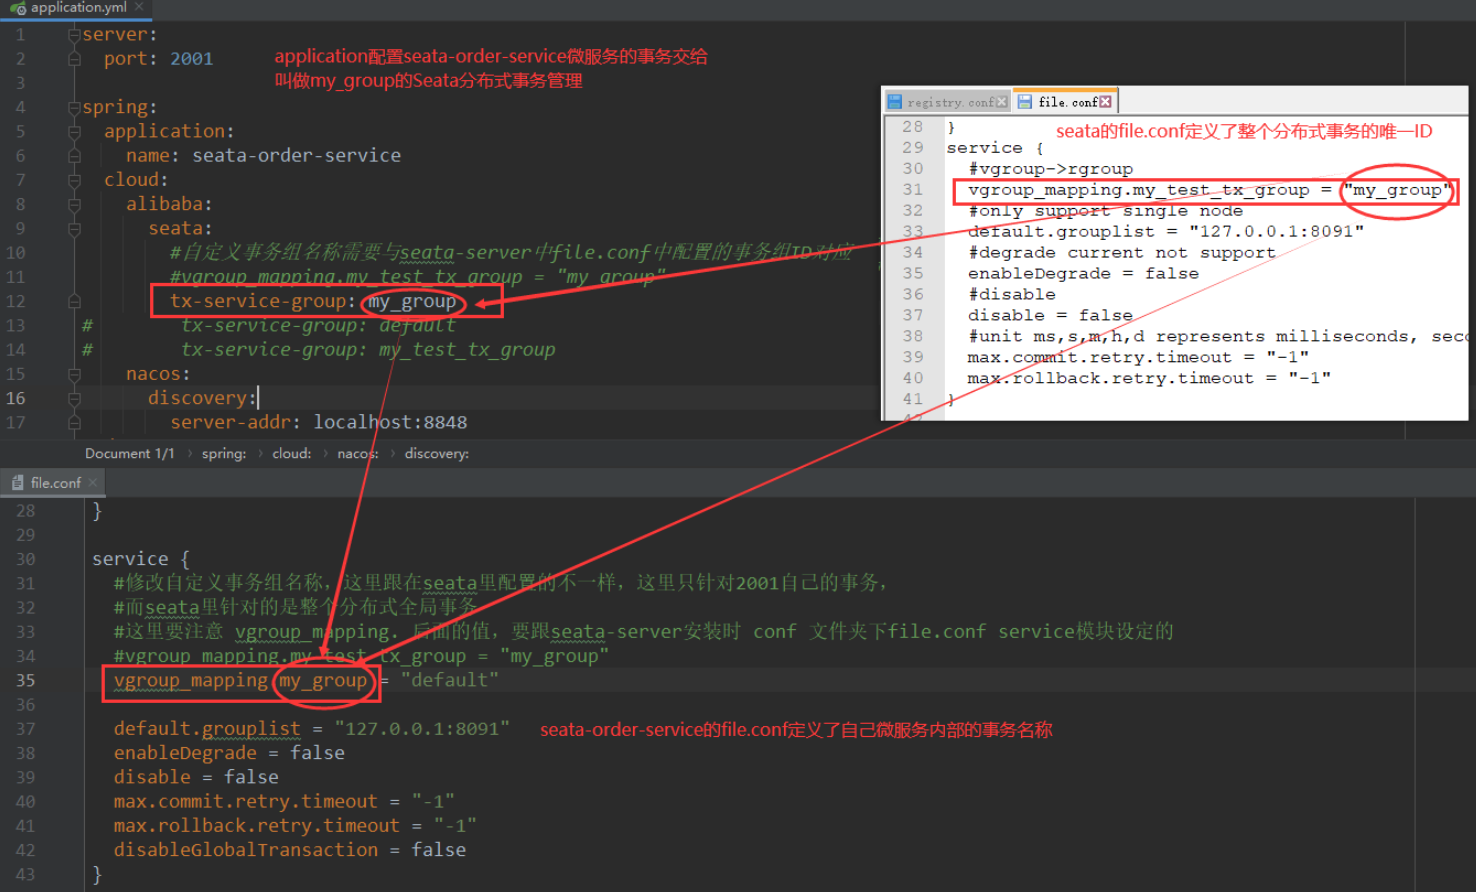 application.yml
1 server:
2 port: 2001
3
4 spring:
5 application:
6 name: seata-order-service
7 cloud:
8 alibaba:
9 seata:
10 #自定义事务组名称需要与seata-server中file.conf中配置的事务组ID对应
11 #vgroup_mapping.my_test_tx_group = "my_group"
12 tx-service-group: my_group
13 # tx-service-group: default
14 # tx-service-group: my_test_tx_group
15 nacos:
16 discovery:
17 server-addr: localhost:8848
application配置seata-order-service微服务的事务交给
叫做my_group的Seata分布式事务管理
registry.conf file.conf
seata的file.conf定义了整个分布式事务的唯一ID
28 }
29 service {
30 #vgroup->rgroup
31 vgroup_mapping.my_test_tx_group = "my_group"
32 #only support single node
33 default.grouplist = "127.0.0.1:8091"
34 #degrade current not support
35 enableDegrade = false
36 #disable
37 disable = false
38 #unit ms,s,m,h,d represents milliseconds, seco
39 max.commit.retry.timeout = "-1"
40 max.rollback.retry.timeout = "-1"
41 }
42
Document 1/1 › spring: › cloud: › nacos: › discovery:
file.conf
28 }
29
30 service {
31 #修改自定义事务组名称，这里跟在seata里配置的不一样，这里只针对2001自己的事务，
32 #而seata里针对的是整个分布式全局事务
33 #这里要注意 vgroup_mapping. 后面的值，要跟seata-server安装时 conf 文件夹下file.conf service模块设定的
34 #vgroup_mapping.my_test_tx_group = "my_group"
35 vgroup_mapping.my_group = "default"
36
37 default.grouplist = "127.0.0.1:8091"
38 enableDegrade = false
39 disable = false
40 max.commit.retry.timeout = "-1"
41 max.rollback.retry.timeout = "-1"
42 disableGlobalTransaction = false
43 }
seata-order-service的file.conf定义了自己微服务内部的事务名称